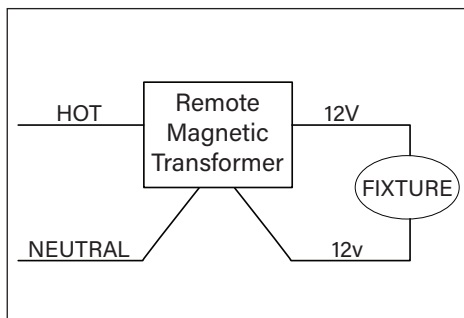 HOT
Remote
Magnetic
Transformer
12V
FIXTURE
NEUTRAL
12v